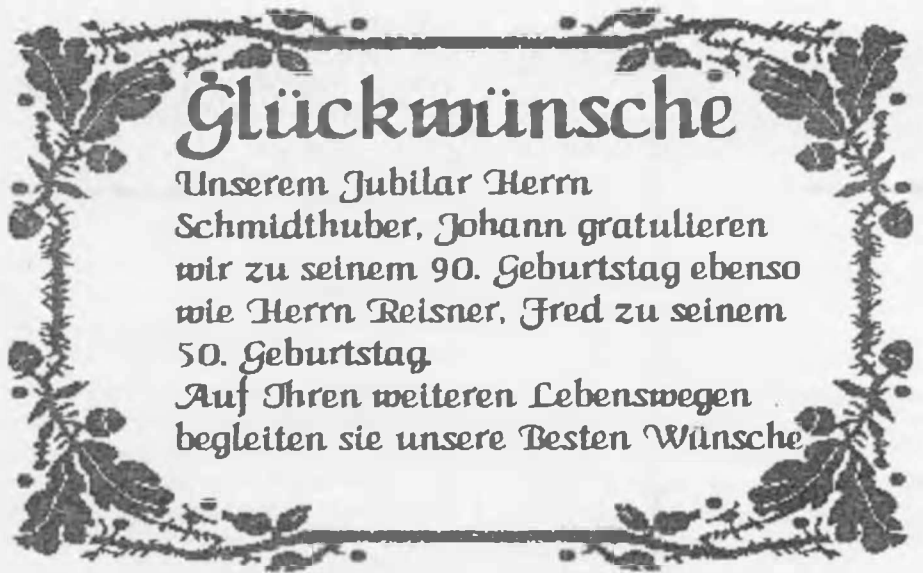 Glückwünsche
Unserem Jubilar Herrn
Schmidthuber, Johann gratulieren
wir zu seinem 90. Geburtstag ebenso
wie Herrn Reisner, Fred zu seinem
50. Geburtstag.
Auf Ihren weiteren Lebenswegen
begleiten sie unsere Besten Wünsche